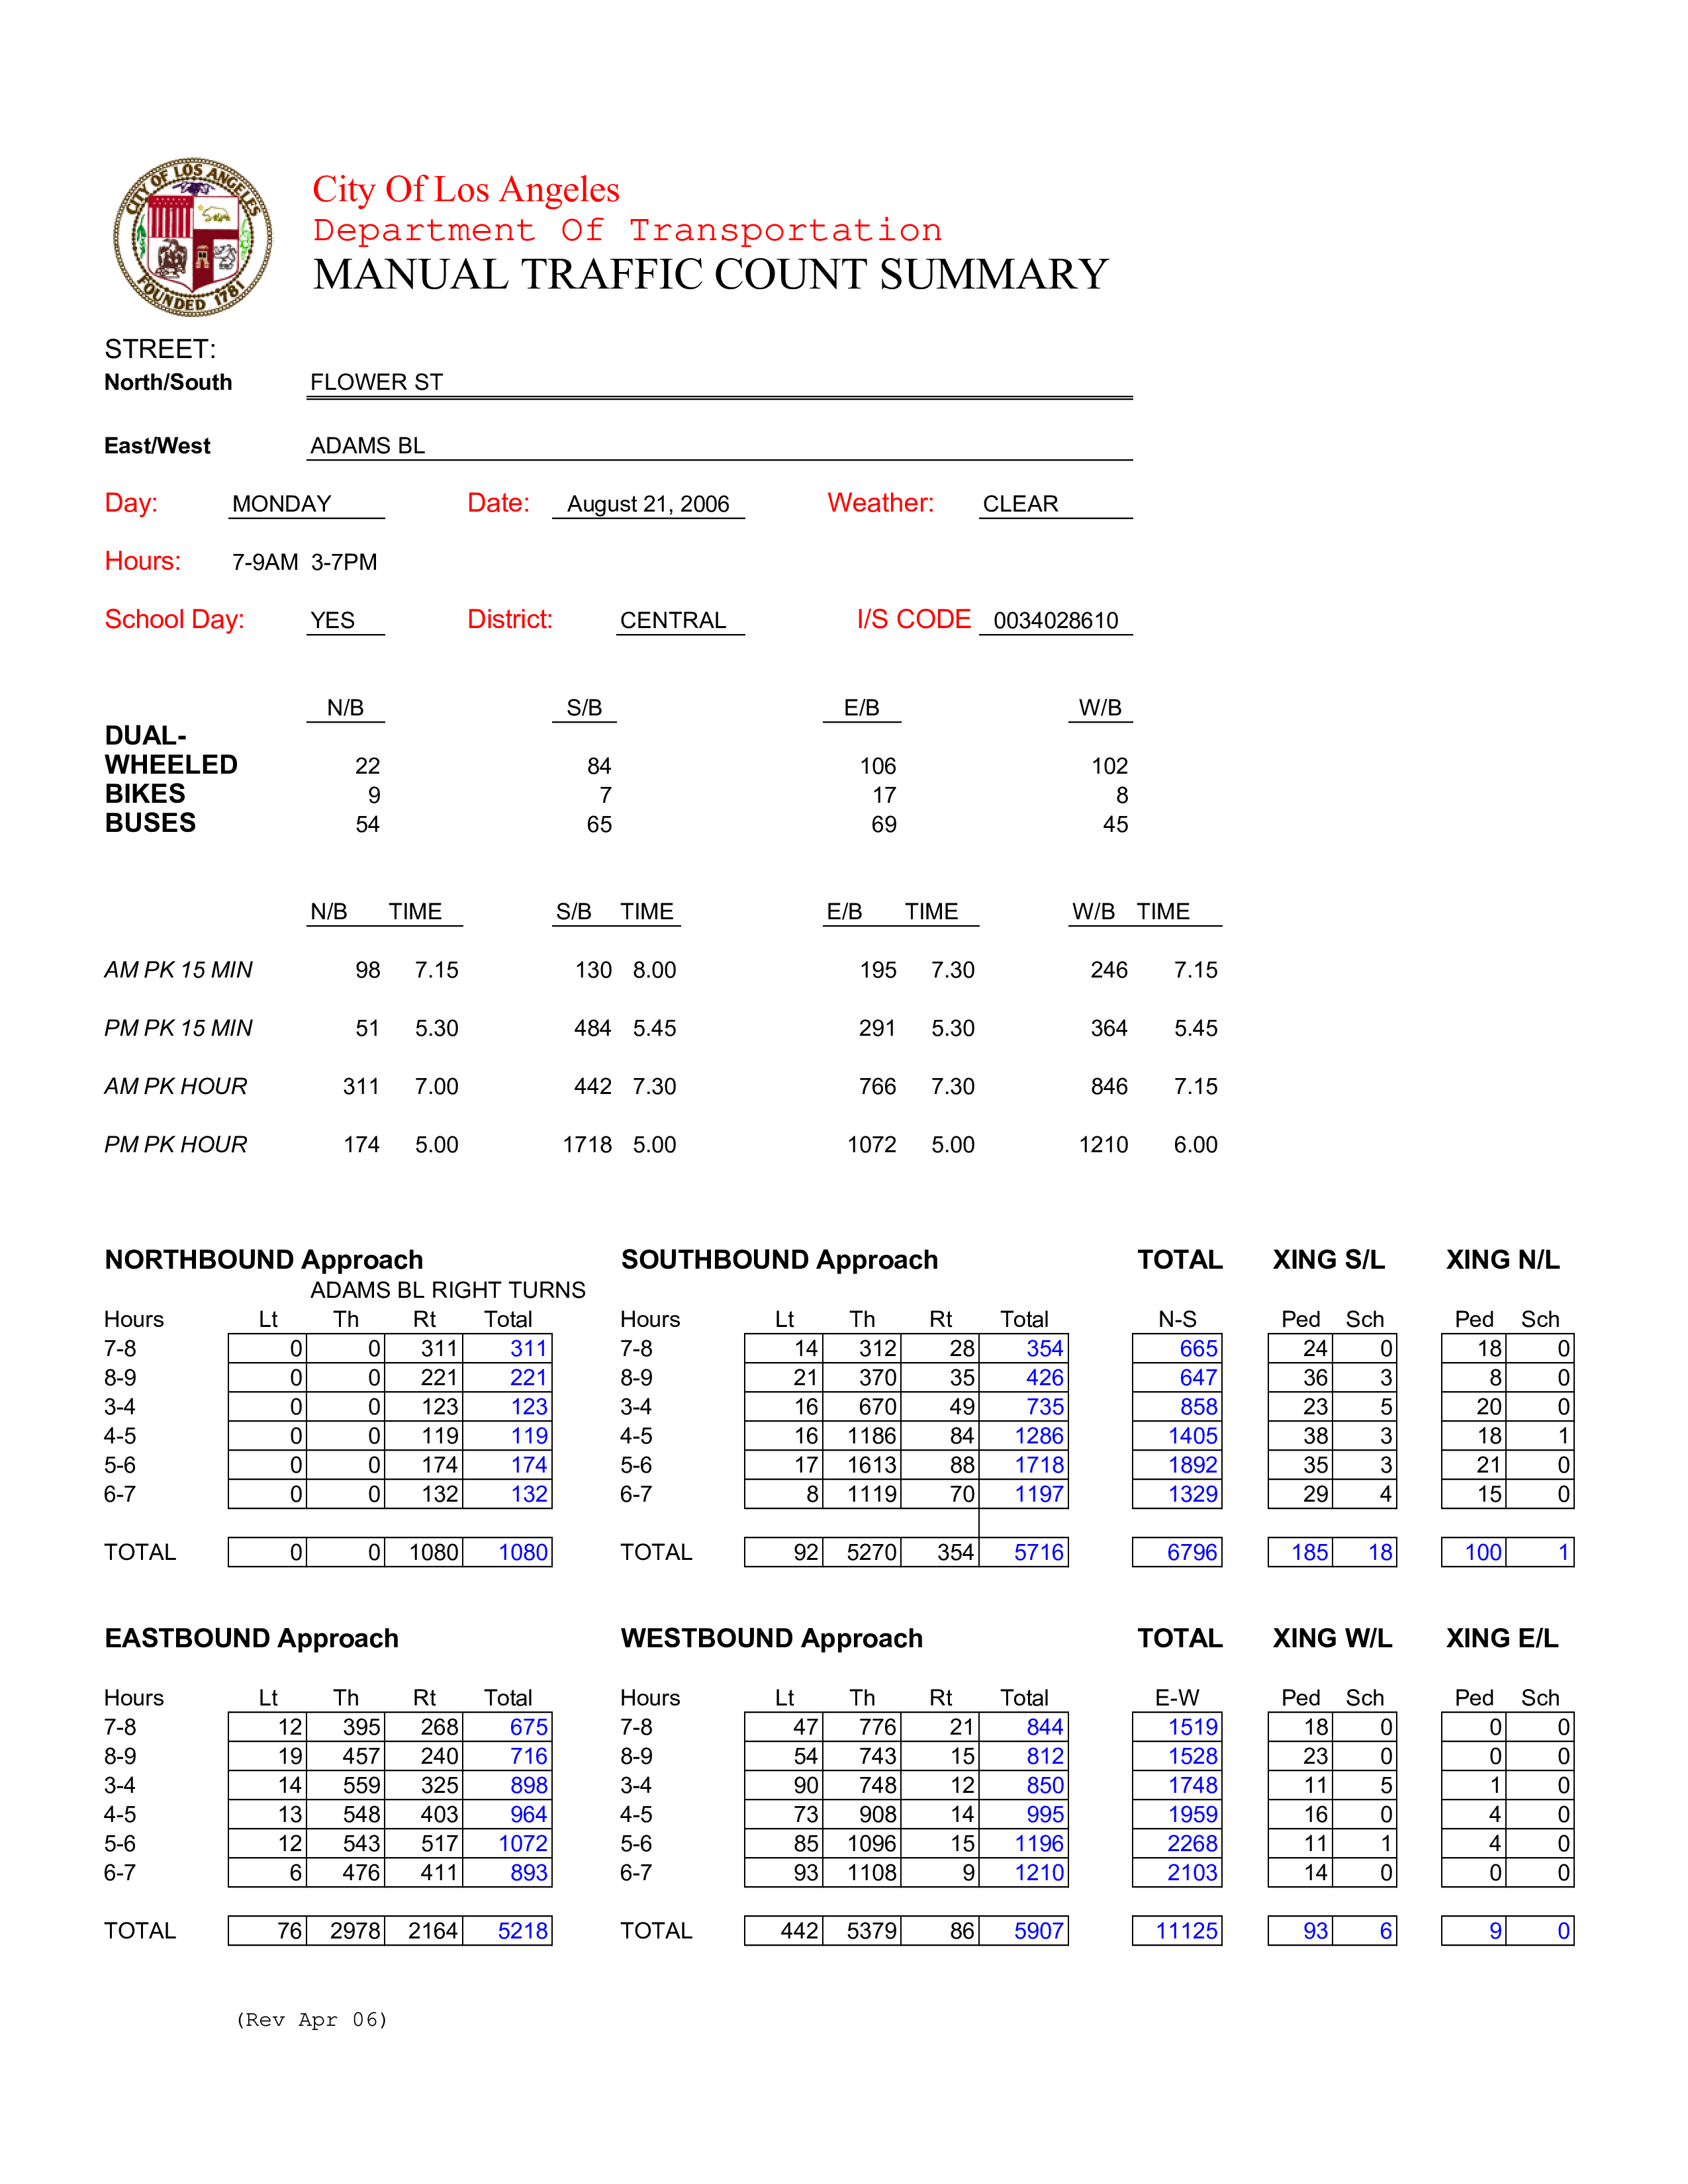 CITY OF LOS ANGELES
FOUNDED 1781
City Of Los Angeles
Department Of Transportation
MANUAL TRAFFIC COUNT SUMMARY
STREET:
North/South FLOWER ST
East/West ADAMS BL
Day: MONDAY Date: August 21, 2006 Weather: CLEAR
Hours: 7-9AM 3-7PM
School Day: YES District: CENTRAL I/S CODE 0034028610
N/B S/B E/B W/B
DUAL-
WHEELED 22 84 106 102
BIKES 9 7 17 8
BUSES 54 65 69 45
N/B TIME S/B TIME E/B TIME W/B TIME
AM PK 15 MIN 98 7.15 130 8.00 195 7.30 246 7.15
PM PK 15 MIN 51 5.30 484 5.45 291 5.30 364 5.45
AM PK HOUR 311 7.00 442 7.30 766 7.30 846 7.15
PM PK HOUR 174 5.00 1718 5.00 1072 5.00 1210 6.00
NORTHBOUND Approach SOUTHBOUND Approach TOTAL XING S/L XING N/L
ADAMS BL RIGHT TURNS
Hours Lt Th Rt Total Hours Lt Th Rt Total N-S Ped Sch Ped Sch
7-8 0 0 311 311 7-8 14 312 28 354 665 24 0 18 0
8-9 0 0 221 221 8-9 21 370 35 426 647 36 3 8 0
3-4 0 0 123 123 3-4 16 670 49 735 858 23 5 20 0
4-5 0 0 119 119 4-5 16 1186 84 1286 1405 38 3 18 1
5-6 0 0 174 174 5-6 17 1613 88 1718 1892 35 3 21 0
6-7 0 0 132 132 6-7 8 1119 70 1197 1329 29 4 15 0
TOTAL 0 0 1080 1080 TOTAL 92 5270 354 5716 6796 185 18 100 1
EASTBOUND Approach WESTBOUND Approach TOTAL XING W/L XING E/L
Hours Lt Th Rt Total Hours Lt Th Rt Total E-W Ped Sch Ped Sch
7-8 12 395 268 675 7-8 47 776 21 844 1519 18 0 0 0
8-9 19 457 240 716 8-9 54 743 15 812 1528 23 0 0 0
3-4 14 559 325 898 3-4 90 748 12 850 1748 11 5 1 0
4-5 13 548 403 964 4-5 73 908 14 995 1959 16 0 4 0
5-6 12 543 517 1072 5-6 85 1096 15 1196 2268 11 1 4 0
6-7 6 476 411 893 6-7 93 1108 9 1210 2103 14 0 0 0
TOTAL 76 2978 2164 5218 TOTAL 442 5379 86 5907 11125 93 6 9 0
(Rev Apr 06)